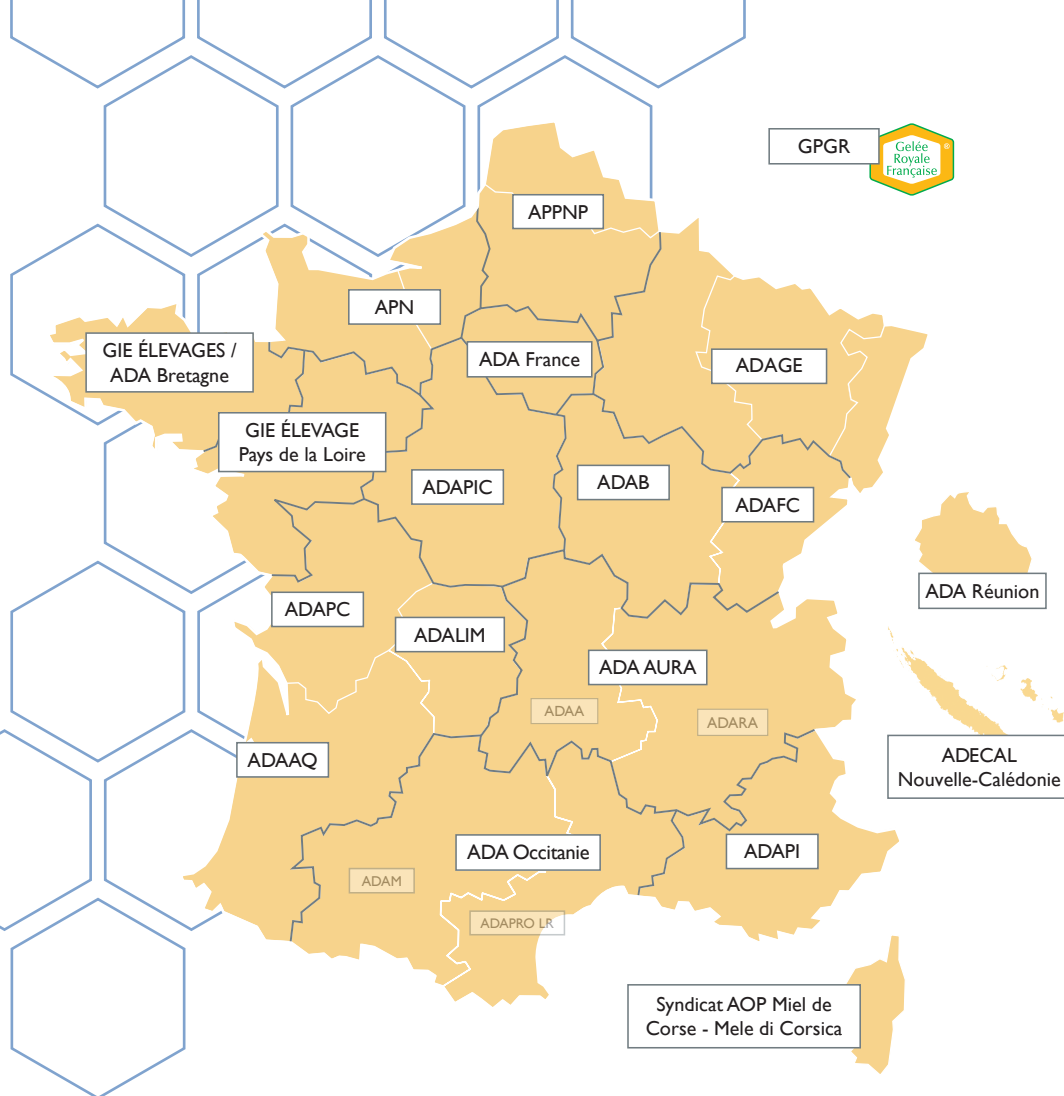 GPGR
Gelée
Royale
Française
®
APPNP
APN
GIE ÉLEVAGES /
ADA Bretagne
ADA France
ADAGE
GIE ÉLEVAGE
Pays de la Loire
ADAPIC
ADAB
ADAFC
ADA Réunion
ADAPC
ADALIM
ADA AURA
ADAA
ADARA
ADAAQ
ADECAL
Nouvelle-Calédonie
ADA Occitanie
ADAPI
ADAM
ADAPRO LR
Syndicat AOP Miel de
Corse - Mele di Corsica